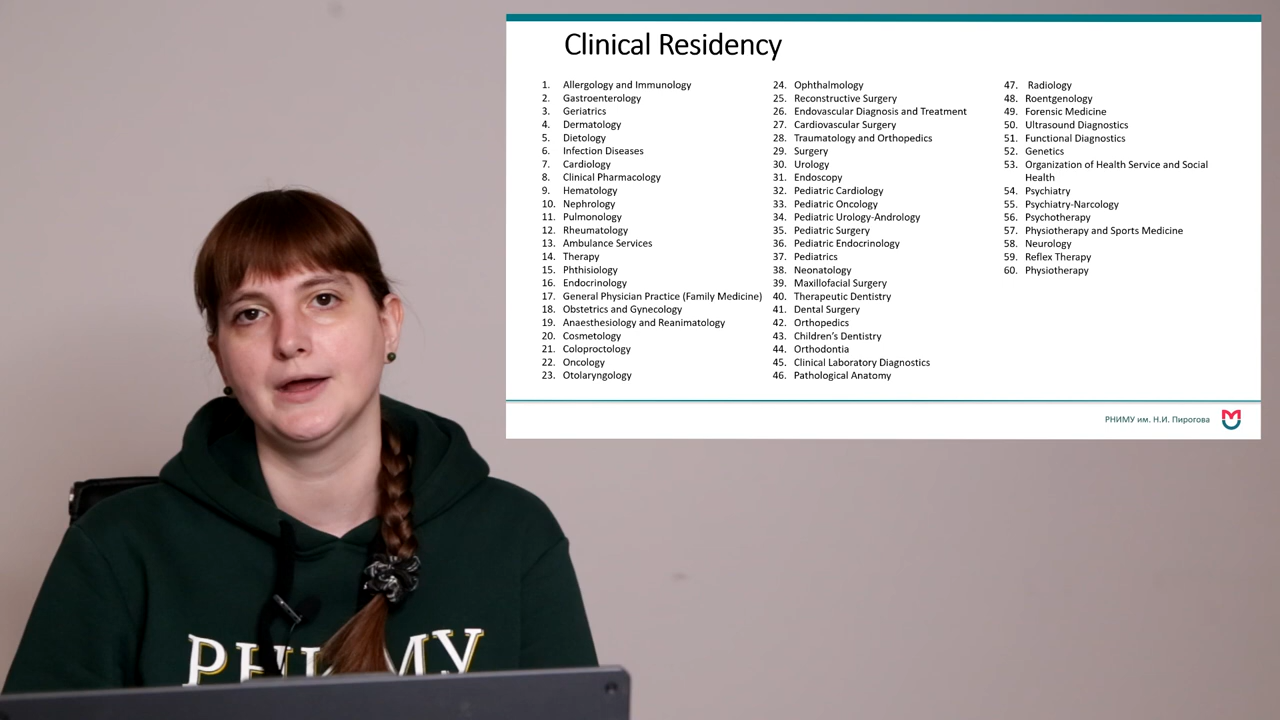 Clinical Residency
1. Allergology and Immunology
2. Gastroenterology
3. Geriatrics
4. Dermatology
5. Dietology
6. Infection Diseases
7. Cardiology
8. Clinical Pharmacology
9. Hematology
10. Nephrology
11. Pulmonology
12. Rheumatology
13. Ambulance Services
14. Therapy
15. Phthisiology
16. Endocrinology
17. General Physician Practice (Family Medicine)
18. Obstetrics and Gynecology
19. Anaesthesiology and Reanimatology
20. Cosmetology
21. Coloproctology
22. Oncology
23. Otolaryngology
24. Ophthalmology
25. Reconstructive Surgery
26. Endovascular Diagnosis and Treatment
27. Cardiovascular Surgery
28. Traumatology and Orthopedics
29. Surgery
30. Urology
31. Endoscopy
32. Pediatric Cardiology
33. Pediatric Oncology
34. Pediatric Urology-Andrology
35. Pediatric Surgery
36. Pediatric Endocrinology
37. Pediatrics
38. Neonatology
39. Maxillofacial Surgery
40. Therapeutic Dentistry
41. Dental Surgery
42. Orthopedics
43. Children's Dentistry
44. Orthodontia
45. Clinical Laboratory Diagnostics
46. Pathological Anatomy
47. Radiology
48. Roentgenology
49. Forensic Medicine
50. Ultrasound Diagnostics
51. Functional Diagnostics
52. Genetics
53. Organization of Health Service and Social
Health
54. Psychiatry
55. Psychiatry-Narcology
56. Psychotherapy
57. Physiotherapy and Sports Medicine
58. Neurology
59. Reflex Therapy
60. Physiotherapy
РНИМУ им. Н.И. Пирогова